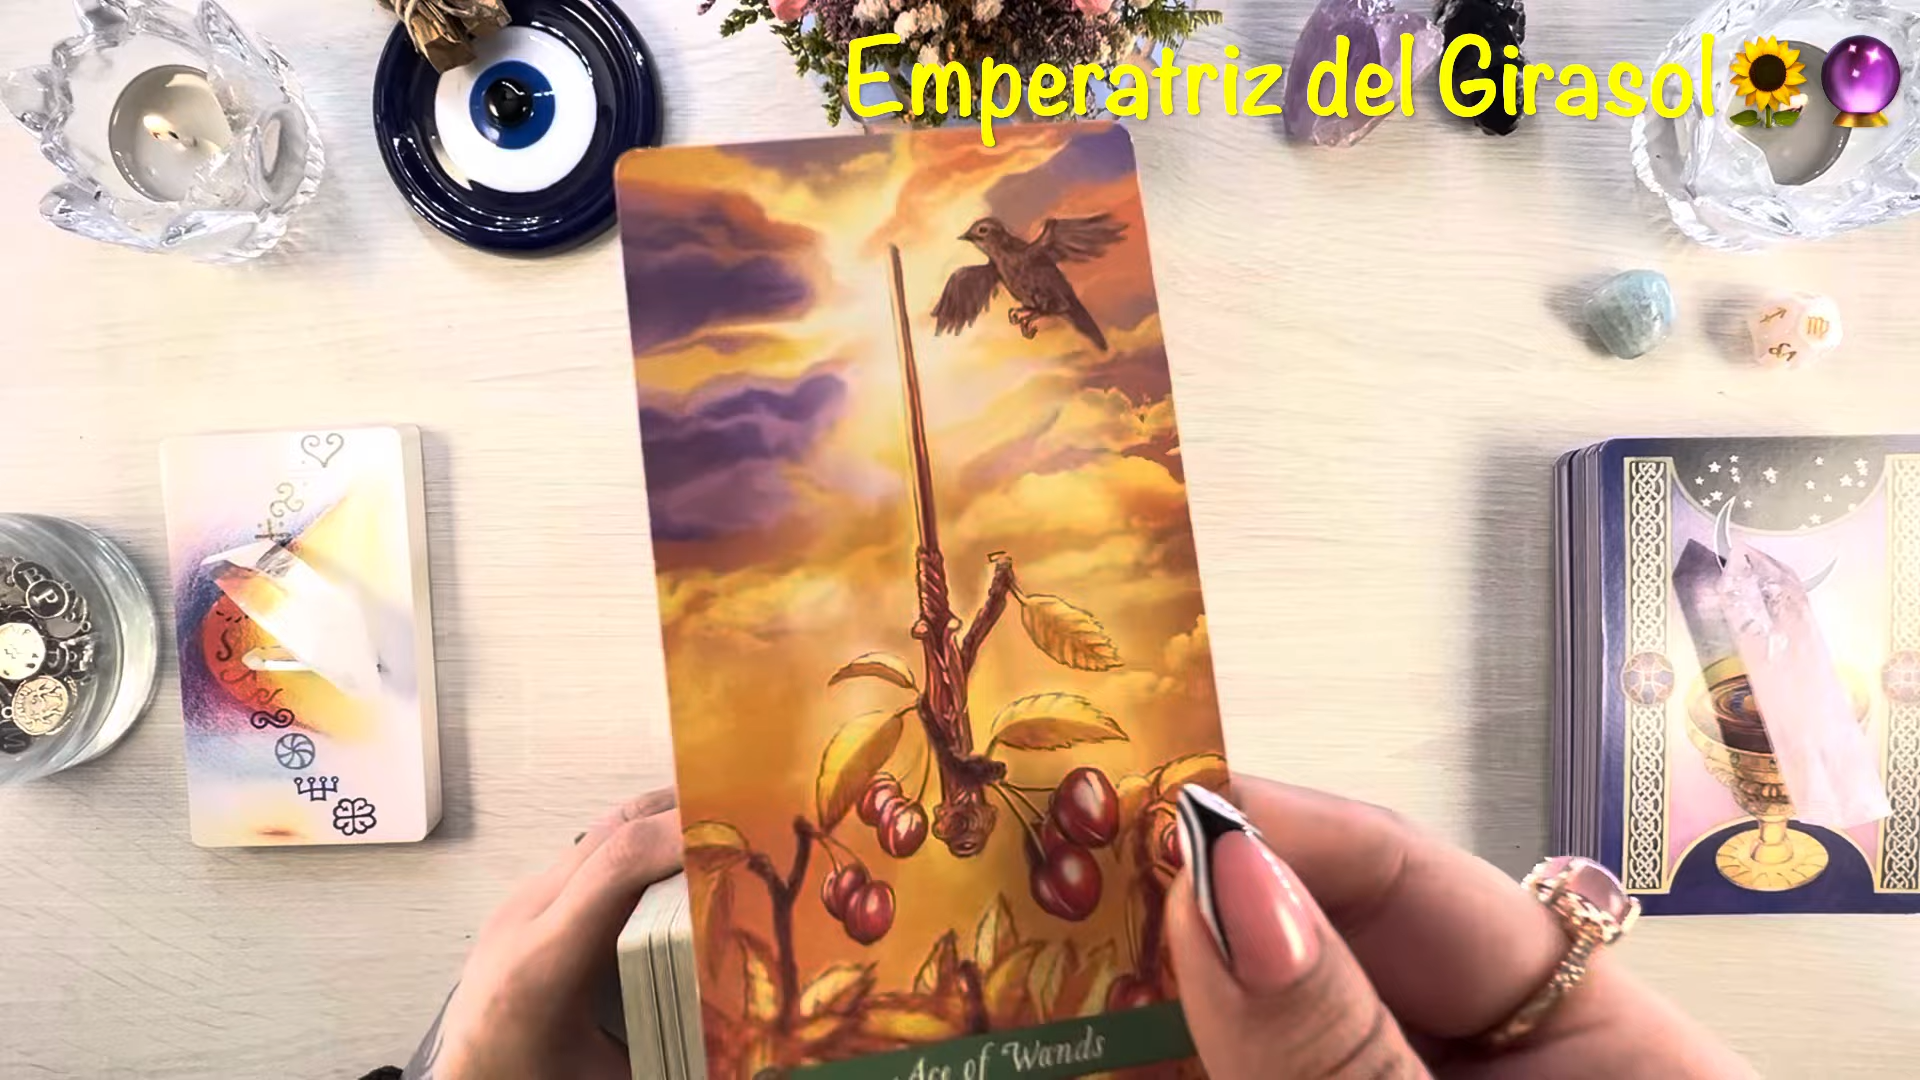 Emperatriz del Girasol🌻🔮
P
Ace of Wands